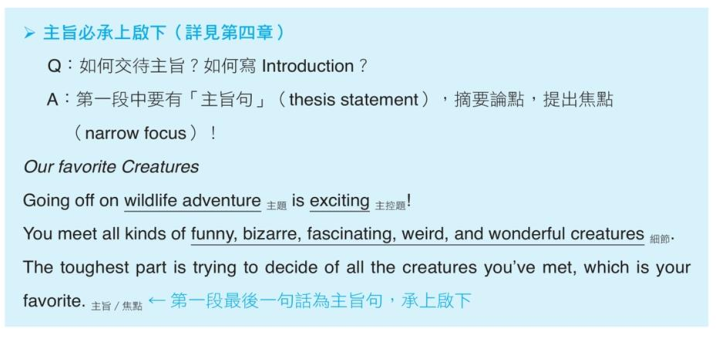 ➢ 主旨必承上啟下（詳見第四章）
Q：如何交待主旨？如何寫 Introduction？
A：第一段中要有「主旨句」（thesis statement），摘要論點，提出焦點
（narrow focus）！
Our favorite Creatures
Going off on wildlife adventure 主題 is exciting 主控題!
You meet all kinds of funny, bizarre, fascinating, weird, and wonderful creatures 細節.
The toughest part is trying to decide of all the creatures you’ve met, which is your
favorite. 主旨 / 焦點 ← 第一段最後一句話為主旨句，承上啟下